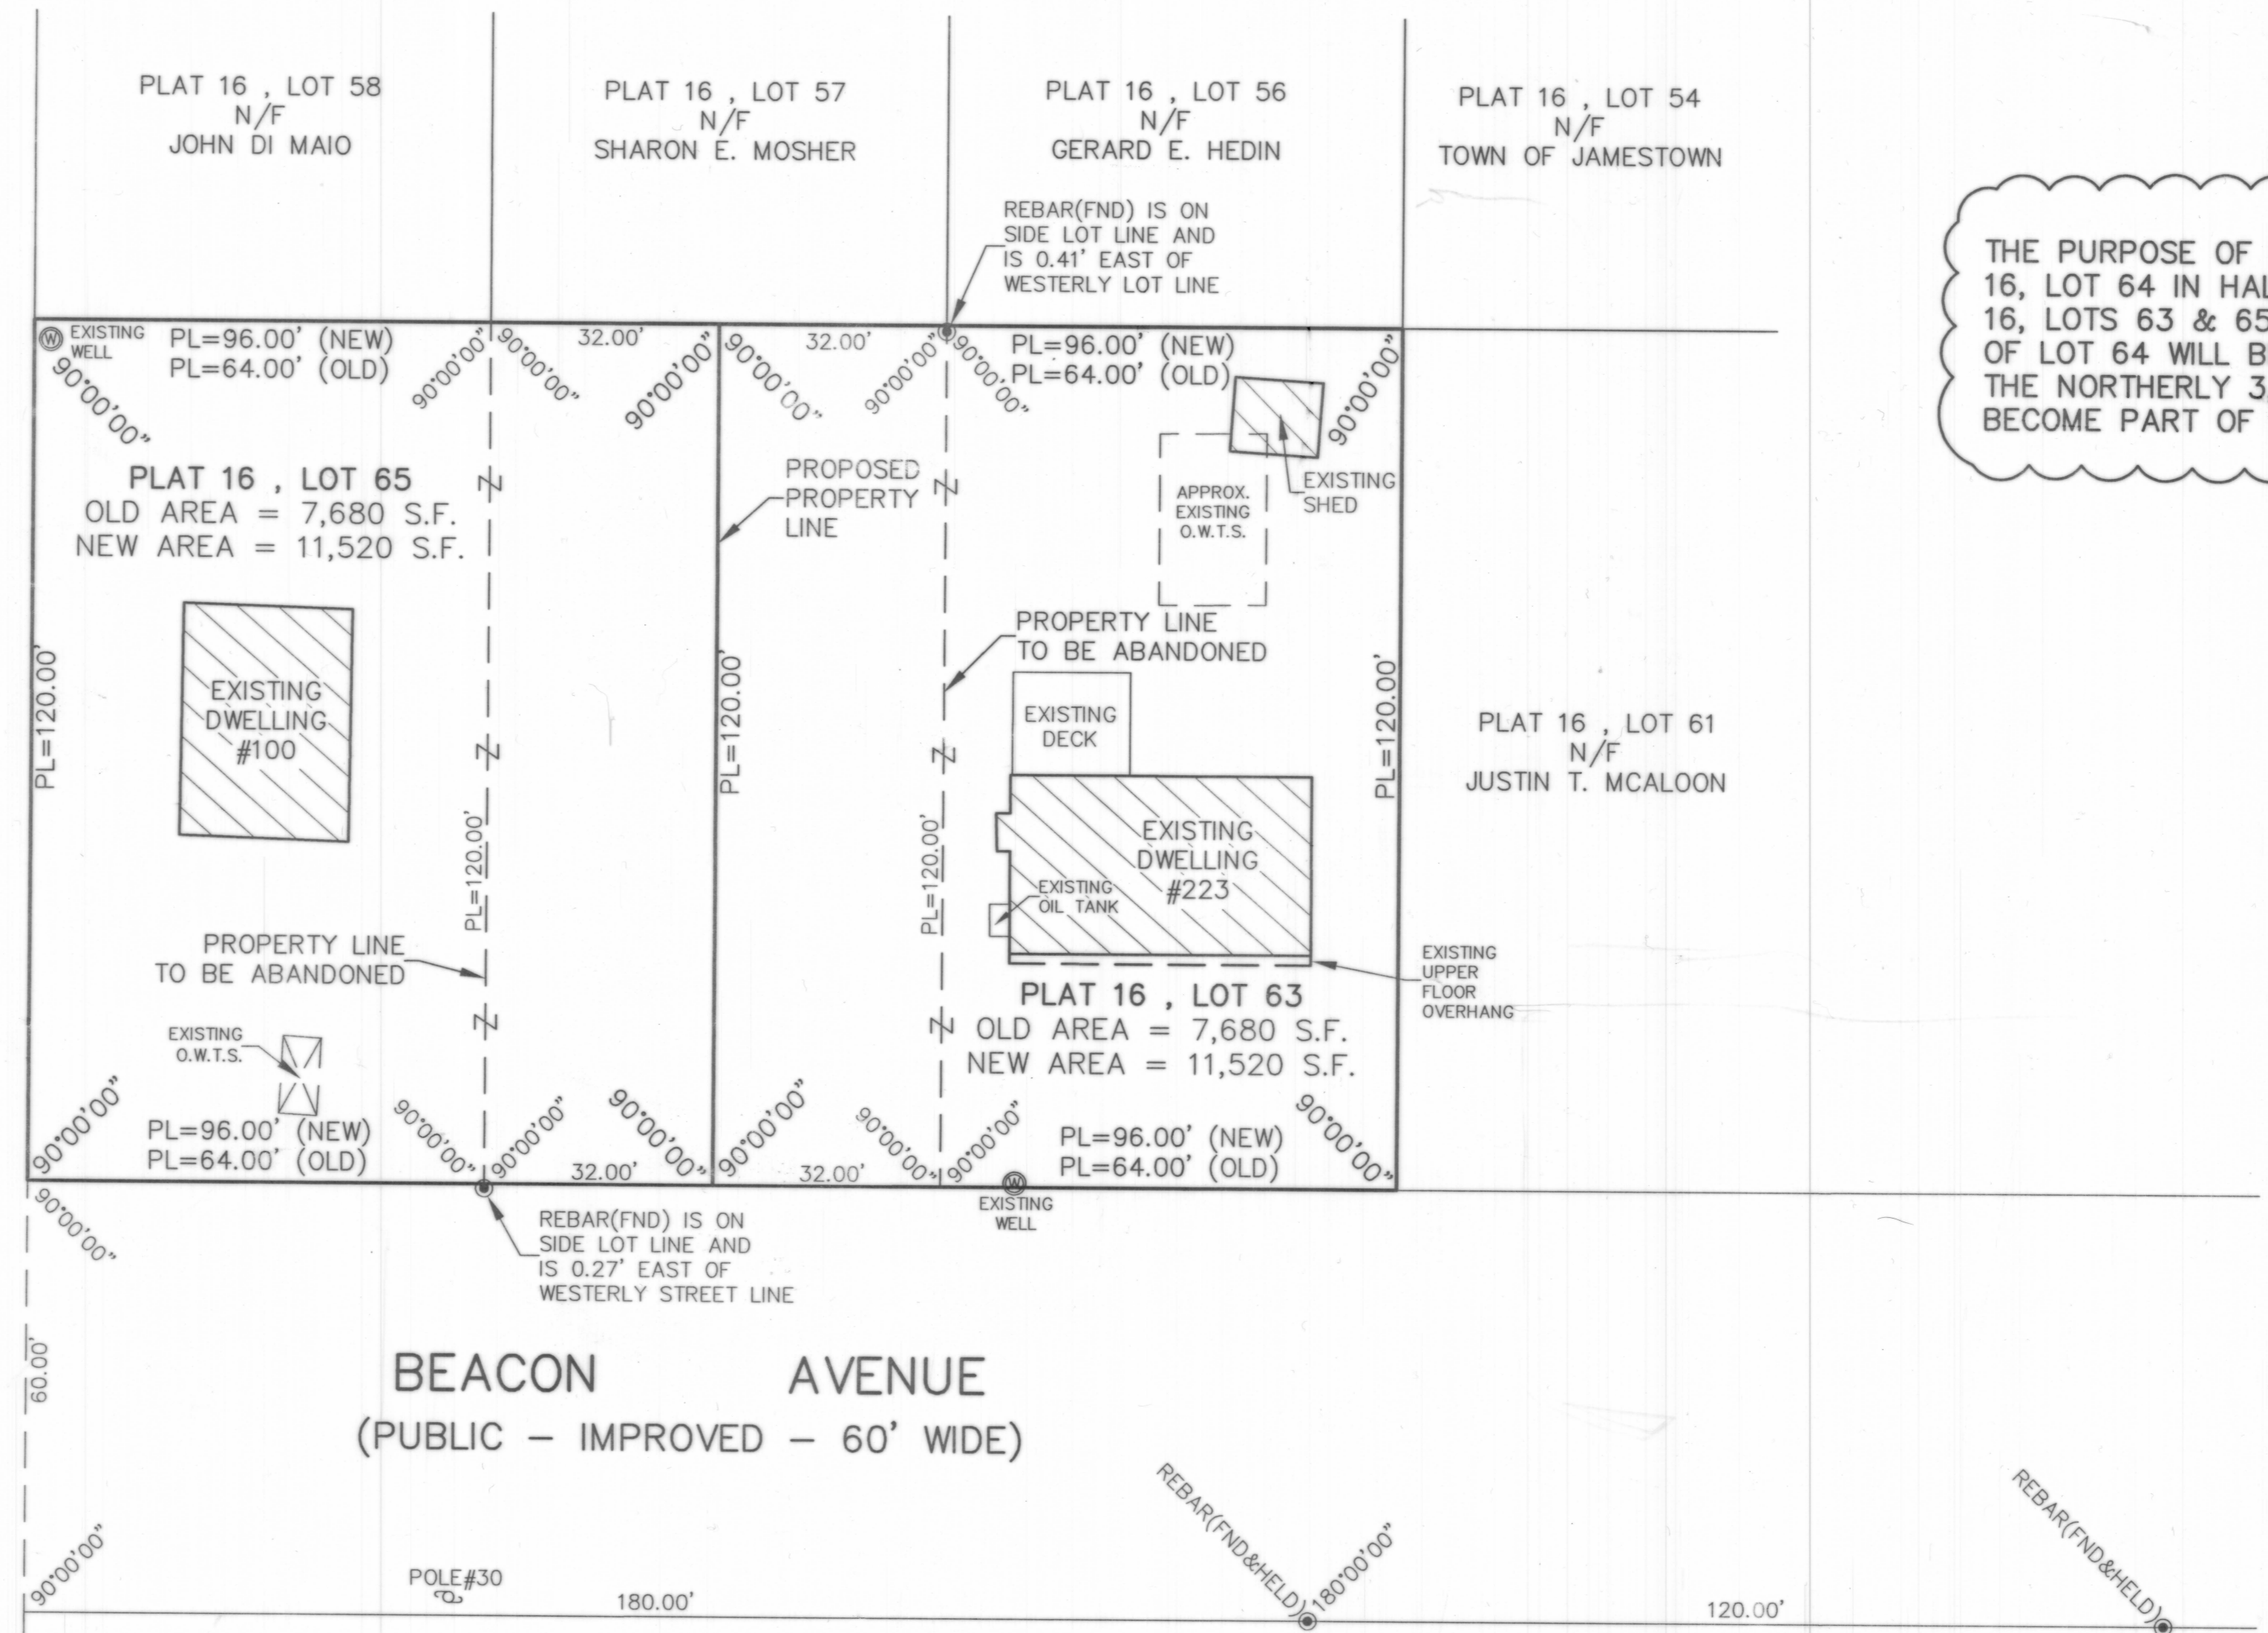 PLAT 16 , LOT 58
N/F
JOHN DI MAIO
PLAT 16 , LOT 57
N/F
SHARON E. MOSHER
PLAT 16 , LOT 56
N/F
GERARD E. HEDIN
PLAT 16 , LOT 54
N/F
TOWN OF JAMESTOWN
REBAR(FND) IS ON
SIDE LOT LINE AND
IS 0.41' EAST OF
WESTERLY LOT LINE
THE PURPOSE OF
16, LOT 64 IN HAL
16, LOTS 63 & 65
OF LOT 64 WILL B
THE NORTHERLY 3
BECOME PART OF
W
EXISTING
WELL
PL=96.00' (NEW)
PL=64.00' (OLD)
90°00'00"
90°00'00"
90°00'00"
32.00'
90°00'00"
90°00'00"
32.00'
90°00'00"
90°00'00"
PL=96.00' (NEW)
PL=64.00' (OLD)
90°00'00"
PLAT 16 , LOT 65
OLD AREA = 7,680 S.F.
NEW AREA = 11,520 S.F.
PROPOSED
PROPERTY
LINE
APPROX.
EXISTING
O.W.T.S.
EXISTING
SHED
PROPERTY LINE
TO BE ABANDONED
PL=120.00'
EXISTING
DWELLING
#100
PL=120.00'
PL=120.00'
PL=120.00'
EXISTING
DECK
PL=120.00'
PLAT 16 , LOT 61
N/F
JUSTIN T. MCALOON
EXISTING
DWELLING
#223
EXISTING
OIL TANK
PROPERTY LINE
TO BE ABANDONED
EXISTING
UPPER
FLOOR
OVERHANG
PLAT 16 , LOT 63
OLD AREA = 7,680 S.F.
NEW AREA = 11,520 S.F.
EXISTING
O.W.T.S.
90°00'00"
PL=96.00' (NEW)
PL=64.00' (OLD)
90°00'00"
90°00'00"
32.00'
90°00'00"
90°00'00"
32.00'
90°00'00"
90°00'00"
PL=96.00' (NEW)
PL=64.00' (OLD)
90°00'00"
90°00'00"
W
EXISTING
WELL
REBAR(FND) IS ON
SIDE LOT LINE AND
IS 0.27' EAST OF
WESTERLY STREET LINE
60.00'
BEACON AVENUE
(PUBLIC – IMPROVED – 60' WIDE)
90°00'00"
POLE#30
180.00'
REBAR(FND&HELD)
180°00'00"
120.00'
REBAR(FND&HELD)